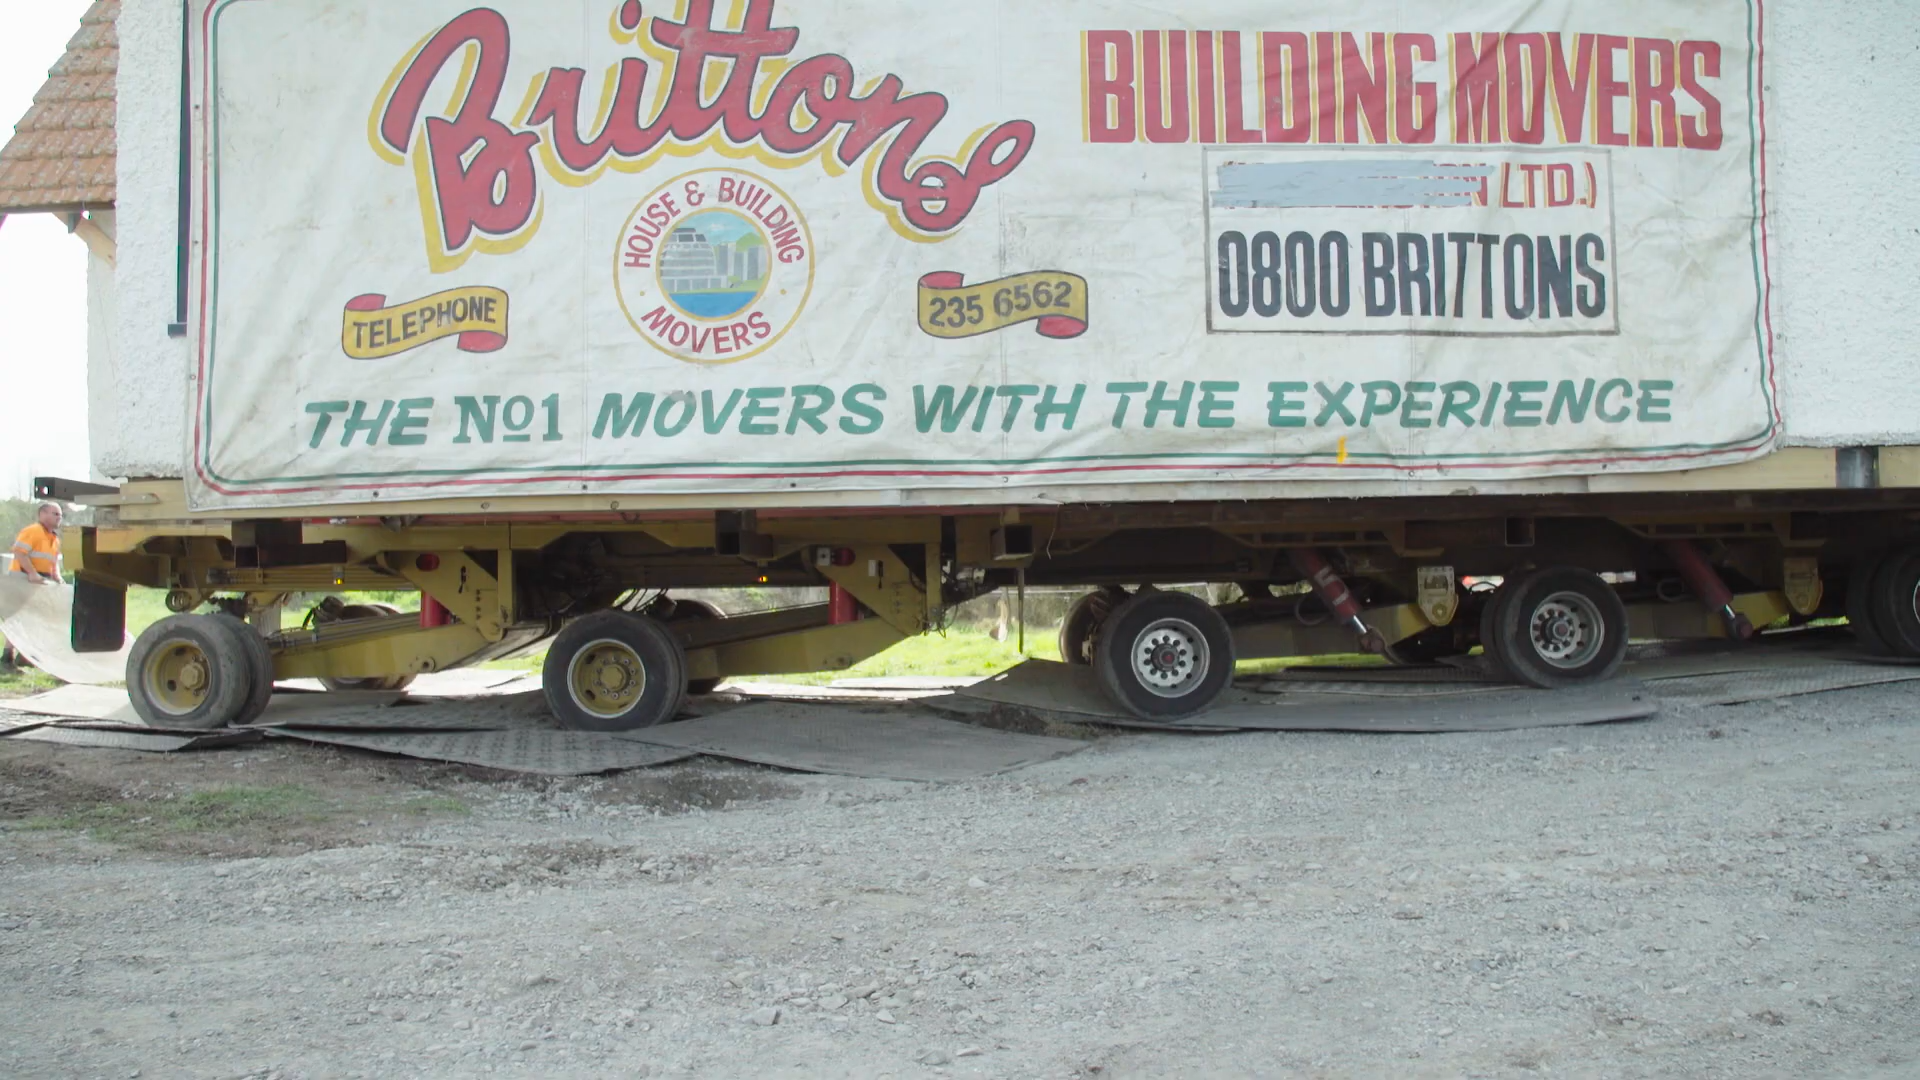 Brittons
BUILDING MOVERS
LTD.)
0800 BRITTONS
HOUSE & BUILDING
MOVERS
TELEPHONE
235 6562
THE No1 MOVERS WITH THE EXPERIENCE